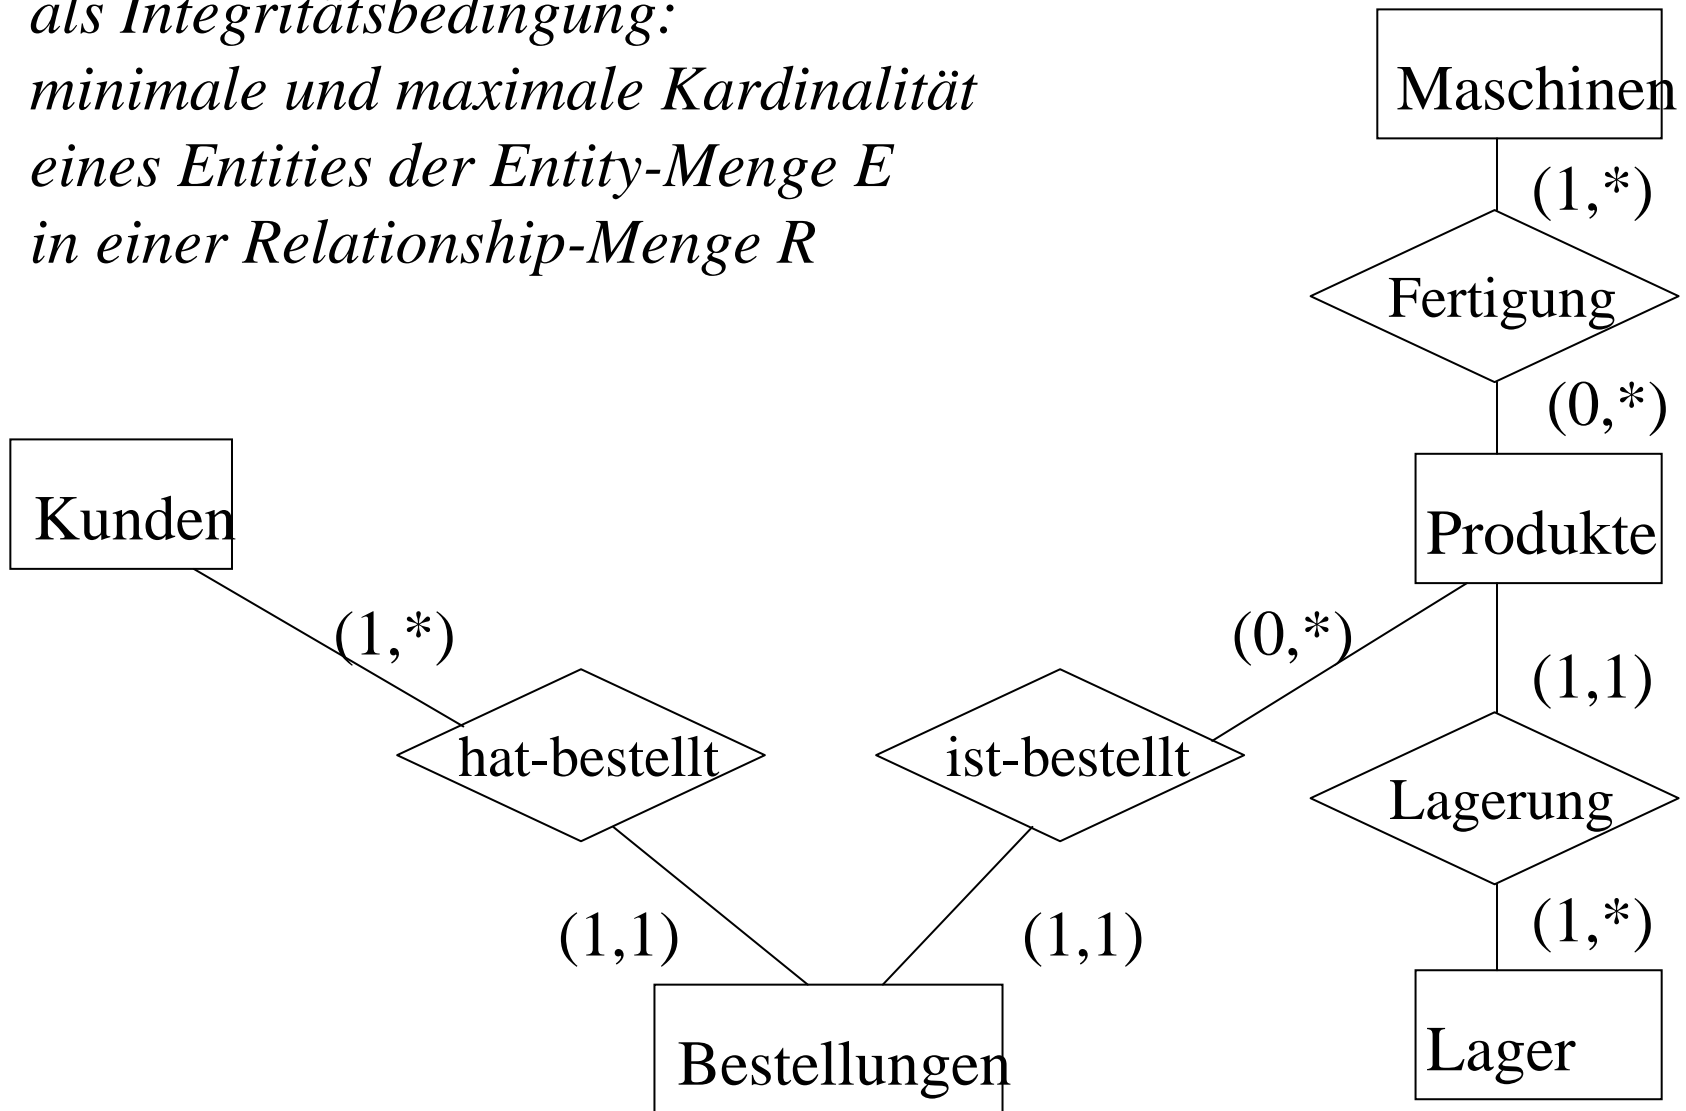 als Integritätsbedingung:
minimale und maximale Kardinalität
eines Entities der Entity-Menge E
in einer Relationship-Menge R
Maschinen
(1,*)
Fertigung
(0,*)
Kunden
Produkte
(1,*)
(0,*)
(1,1)
hat-bestellt
ist-bestellt
Lagerung
(1,1)
(1,1)
(1,*)
Bestellungen
Lager